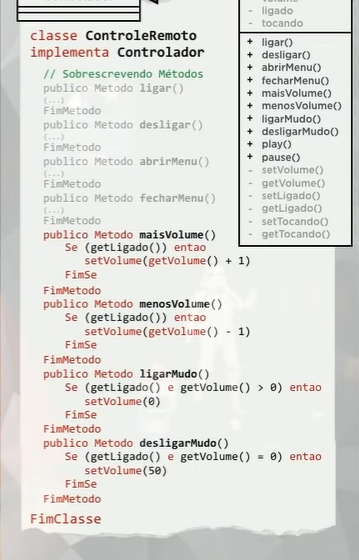 volume
- ligado
- tocando
+ ligar()
+ desligar()
+ abrirMenu()
+ fecharMenu()
+ maisVolume()
+ menosVolume()
+ ligarMudo()
+ desligarMudo()
+ play()
+ pause()
- setVolume()
- getVolume()
- setLigado()
- getLigado()
- setTocando()
- getTocando()
classe ControleRemoto
implementa Controlador
// Sobrescrevendo Métodos
publico Metodo ligar()
(...)
FimMetodo
publico Metodo desligar()
(...)
FimMetodo
publico Metodo abrirMenu()
(...)
FimMetodo
publico Metodo fecharMenu()
(...)
FimMetodo
publico Metodo maisVolume()
Se (getLigado()) entao
setVolume(getVolume() + 1)
FimSe
FimMetodo
publico Metodo menosVolume()
Se (getLigado()) entao
setVolume(getVolume() - 1)
FimSe
FimMetodo
publico Metodo ligarMudo()
Se (getLigado() e getVolume() > 0) entao
setVolume(0)
FimSe
FimMetodo
publico Metodo desligarMudo()
Se (getLigado() e getVolume() = 0) entao
setVolume(50)
FimSe
FimMetodo
FimClasse